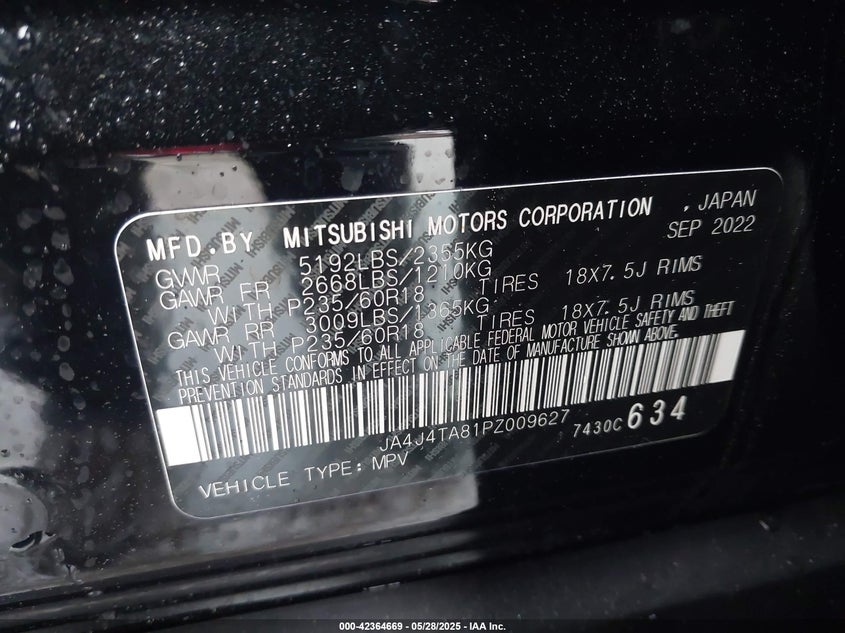 MFD.BY MITSUBISHI MOTORS CORPORATION , JAPAN
SEP 2022
GVWR 5192LBS/2355KG
GAWR FR 2668LBS/1210KG
WITH P235/60R18 TIRES 18X7.5J RIMS
GAWR RR 3009LBS/1365KG
WITH P235/60R18 TIRES 18X7.5J RIMS
THIS VEHICLE CONFORMS TO ALL APPLICABLE FEDERAL MOTOR VEHICLE SAFETY AND THEFT
PREVENTION STANDARDS IN EFFECT ON THE DATE OF MANUFACTURE SHOWN ABOVE.
JA4J4TA81PZ009627 7430C 634
VEHICLE TYPE: MPV
000-42364669 - 05/28/2025 - IAA Inc.